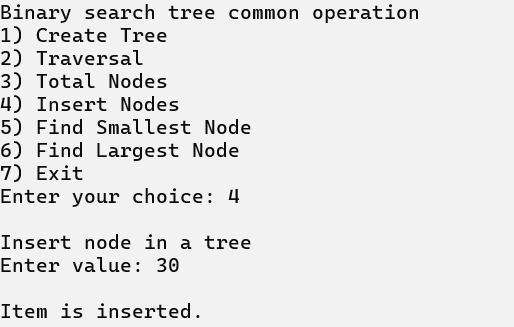 Binary search tree common operation
1) Create Tree
2) Traversal
3) Total Nodes
4) Insert Nodes
5) Find Smallest Node
6) Find Largest Node
7) Exit
Enter your choice: 4
Insert node in a tree
Enter value: 30
Item is inserted.